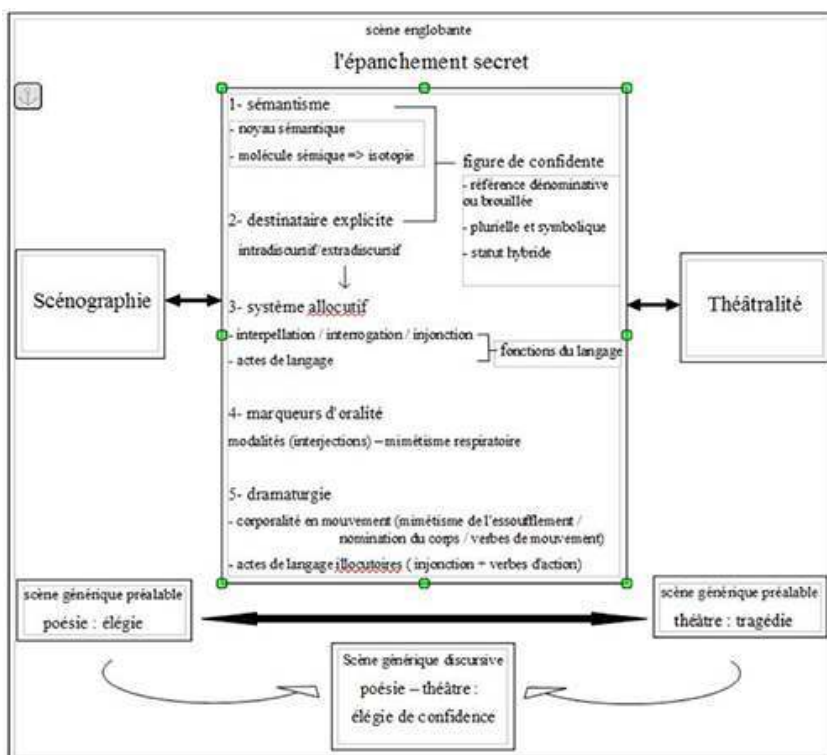 scène englobante
l'épanchement secret
1- sémantisme
- noyau sémantique
- molécule sémique => isotopie
figure de confidente
- référence dénominative
ou brouillée
- plurielle et symbolique
- statut hybride
2- destinataire explicite
intradiscursif/extradiscursif
Scénographie
Théâtralité
3- système allocutif
- interpellation / interrogation / injonction
- actes de langage
fonctions du langage
4- marqueurs d'oralité
modalités (interjections) – mimétisme respiratoire
5- dramaturgie
- corporalité en mouvement (mimétisme de l'essoufflement /
nomination du corps / verbes de mouvement)
- actes de langage illocutoires ( injonction + verbes d'action)
scène générique préalable
poésie : élégie
scène générique préalable
théâtre : tragédie
Scène générique discursive
poésie – théâtre :
élégie de confidence